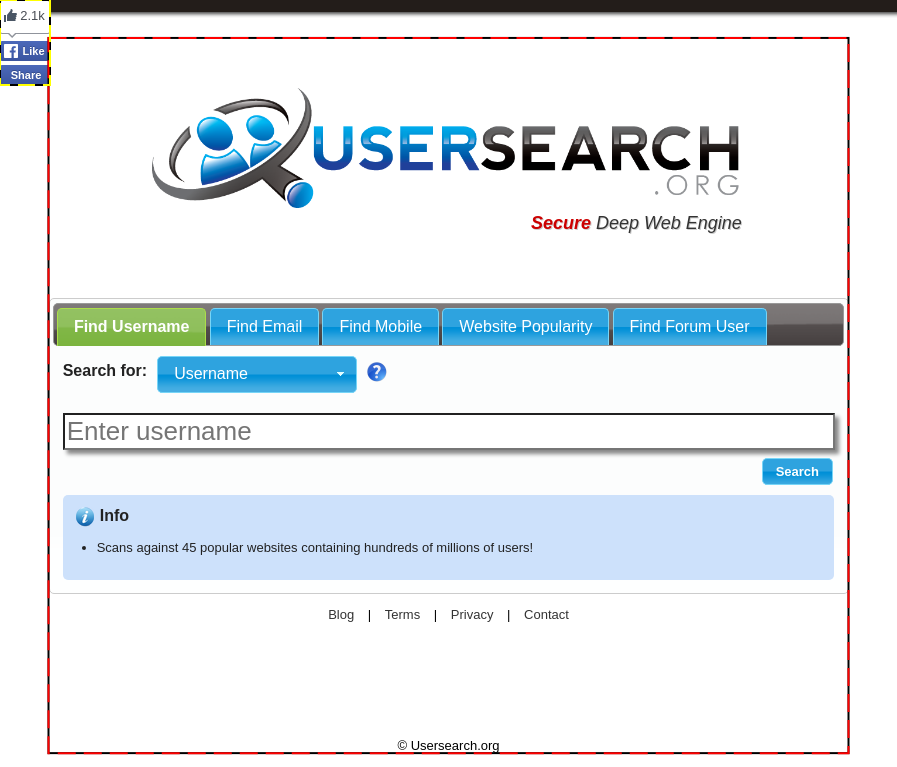 2.1k
Like
Share
USERSEARCH
.ORG
Secure Deep Web Engine
Find Username Find Email Find Mobile Website Popularity Find Forum User
Search for: Username ?
Enter username
Search
i Info
• Scans against 45 popular websites containing hundreds of millions of users!
Blog | Terms | Privacy | Contact
© Usersearch.org